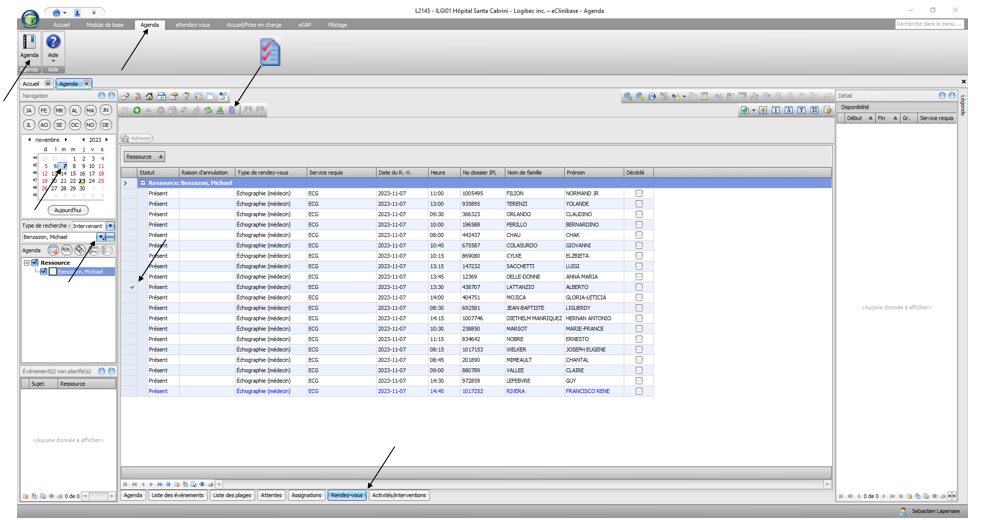 L2145 - ILGI01 Hôpital Santa Cabrini - Logibec inc. – eClinibase - Agenda
Accueil Module de base Agenda eRendez-vous Accueil/Prise en charge eGAP Pilotage
Recherche dans le menu...
Agenda Aide
Agenda Aide
Accueil Agenda
Navigation
JA FE MR AL MA JN
JL AO SE OC NO DE
novembre 2023
d l m m j v s
44 29 30 31 1 2 3 4
45 5 6 7 8 9 10 11
46 12 13 14 15 16 17 18
47 19 20 21 22 23 24 25
48 26 27 28 29 30 1 2
49 3 4 5 6 7 8 9
Aujourd'hui
Type de recherche : Intervenant
Benzazon, Michael
Agenda
Ressource
Benzazon, Michael
Événement(s) non planifié(s)
Sujet Ressource
<Aucune donnée à afficher>
0 de 0
Adresse
Ressource
Statut Raison d'annulation Type de rendez-vous Service requis Date du R.-V. Heure No dossier IPL Nom de famille Prénom Décédé
Ressource: Benzazon, Michael
Présent Échographie (médecin) ECG 2023-11-07 11:00 1005495 FILION NORMAND JR
Présent Échographie (médecin) ECG 2023-11-07 13:00 935895 TERENZI YOLANDE
Présent Échographie (médecin) ECG 2023-11-07 09:30 366323 ORLANDO CLAUDINO
Présent Échographie (médecin) ECG 2023-11-07 10:00 196588 PERILLO BERNARDINO
Présent Échographie (médecin) ECG 2023-11-07 08:00 442437 CHAU CHAK
Présent Échographie (médecin) ECG 2023-11-07 10:45 675587 COLASURDO GIOVANNI
Présent Échographie (médecin) ECG 2023-11-07 10:15 869080 CYLKE ELZBIETA
Présent Échographie (médecin) ECG 2023-11-07 13:15 147232 SACCHETTI LUIGI
Présent Échographie (médecin) ECG 2023-11-07 13:45 12369 DELLE-DONNE ANNA MARIA
Présent Échographie (médecin) ECG 2023-11-07 13:30 438707 LATTANZIO ALBERTO
Présent Échographie (médecin) ECG 2023-11-07 14:00 404751 MOJICA GLORIA-LETICIA
Présent Échographie (médecin) ECG 2023-11-07 08:30 692581 JEAN-BAPTISTE LIGUERDY
Présent Échographie (médecin) ECG 2023-11-07 14:15 1007746 DIETHELM MANRIQUEZ HERNAN ANTONIO
Présent Échographie (médecin) ECG 2023-11-07 10:30 238850 MARSOT MARIE-FRANCE
Présent Échographie (médecin) ECG 2023-11-07 11:15 834642 NOBRE ERNESTO
Présent Échographie (médecin) ECG 2023-11-07 08:15 1017153 WELKER JOSEPH EUGENE
Présent Échographie (médecin) ECG 2023-11-07 08:45 201890 MIMEAULT CHANTAL
Présent Échographie (médecin) ECG 2023-11-07 09:00 880789 VALLEE CLAIRE
Présent Échographie (médecin) ECG 2023-11-07 14:30 972859 LEFEBVRE GUY
Présent Échographie (médecin) ECG 2023-11-07 14:45 1017252 RIVERA FRANCISCO RENE
Agenda Liste des événements Liste des plages Attentes Assignations Rendez-vous Activités/interventions
Détail
Disponibilité
Début Fin Gr. Service requis
<Aucune donnée à afficher>
0 de 0
Légende
Sebastien Lapensee